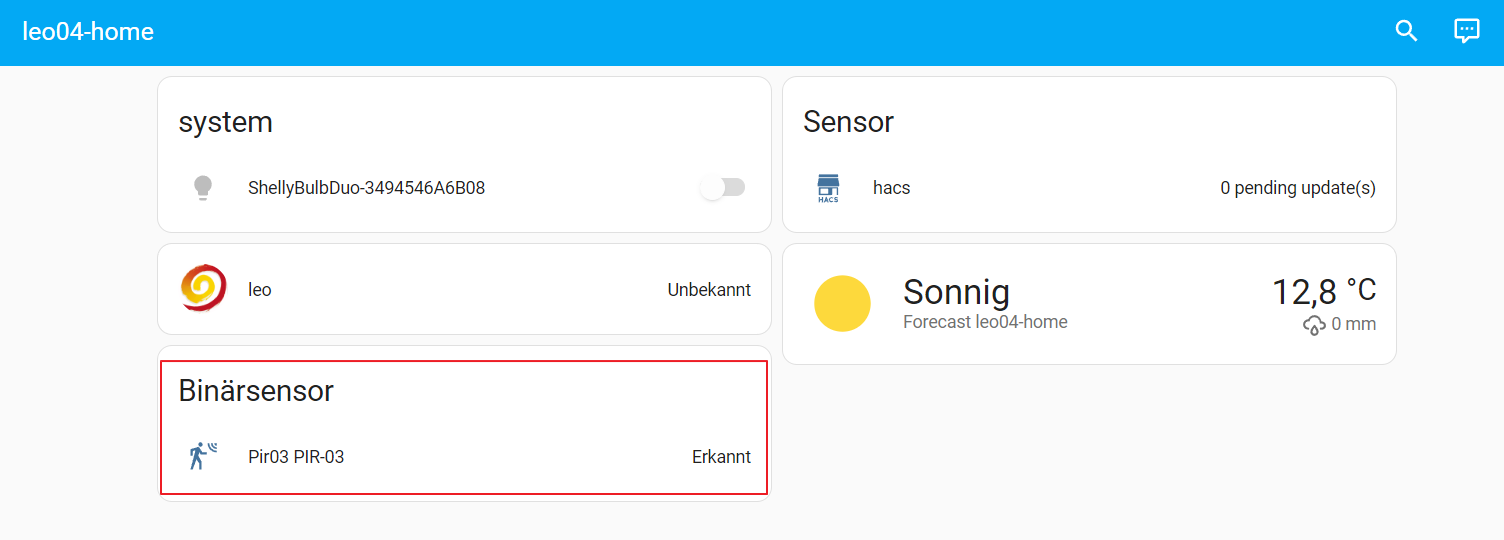 leo04-home
system
ShellyBulbDuo-3494546A6B08
leo
Unbekannt
Binärsensor
Pir03 PIR-03
Erkannt
Sensor
HACS
hacs
0 pending update(s)
Sonnig
Forecast leo04-home
12,8 °C
0 mm